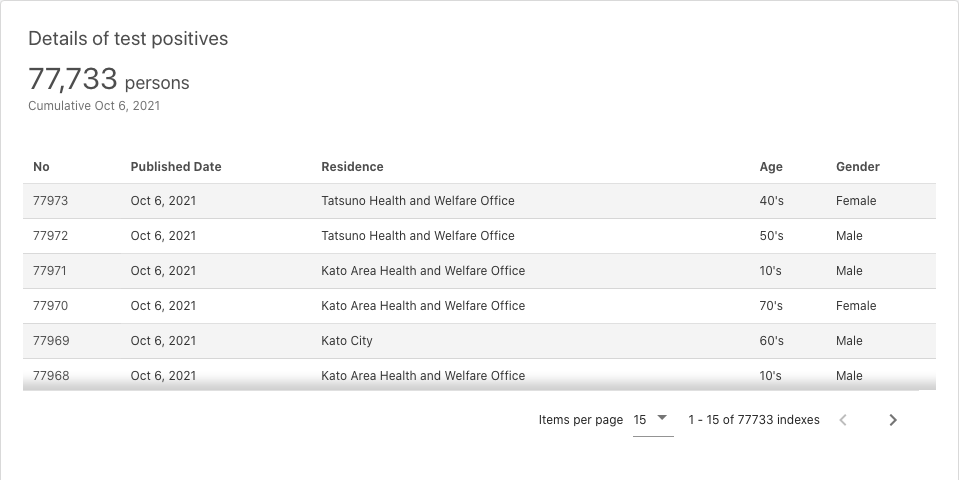 Details of test positives
77,733 persons
Cumulative Oct 6, 2021
No Published Date Residence Age Gender
77973 Oct 6, 2021 Tatsuno Health and Welfare Office 40's Female
77972 Oct 6, 2021 Tatsuno Health and Welfare Office 50's Male
77971 Oct 6, 2021 Kato Area Health and Welfare Office 10's Male
77970 Oct 6, 2021 Kato Area Health and Welfare Office 70's Female
77969 Oct 6, 2021 Kato City 60's Male
77968 Oct 6, 2021 Kato Area Health and Welfare Office 10's Male
Items per page 15 1 - 15 of 77733 indexes